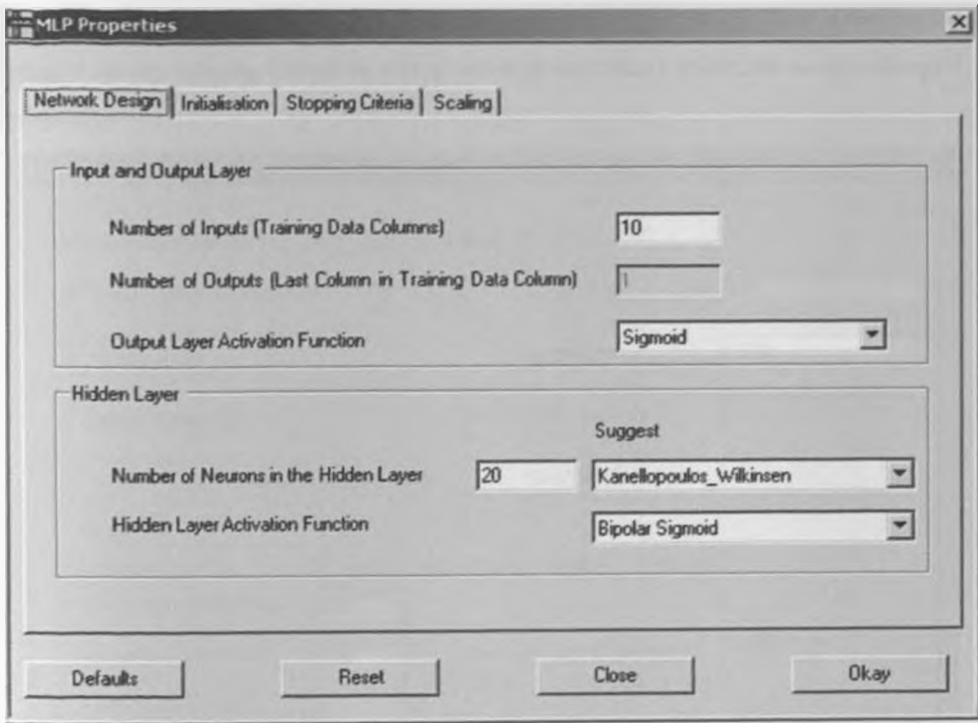 MLP Properties
Network Design Initialisation Stopping Criteria Scaling
Input and Output Layer
Number of Inputs (Training Data Columns) 10
Number of Outputs (Last Column in Training Data Column) 1
Output Layer Activation Function Sigmoid
Hidden Layer
Suggest
Number of Neurons in the Hidden Layer 20 Kanellopoulos_Wilkinsen
Hidden Layer Activation Function Bipolar Sigmoid
Defaults Reset Close Okay